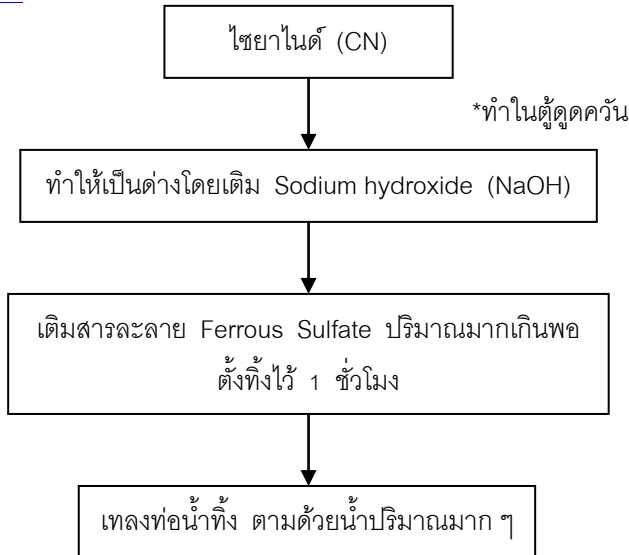 ไซยาไนด์ (CN)
*ทำในตู้ดูดควัน
ทำให้เป็นด่างโดยเติม Sodium hydroxide (NaOH)
เติมสารละลาย Ferrous Sulfate ปริมาณมากเกินพอ
ตั้งทิ้งไว้ 1 ชั่วโมง
เทลงท่อน้ำทิ้ง ตามด้วยน้ำปริมาณมาก ๆ